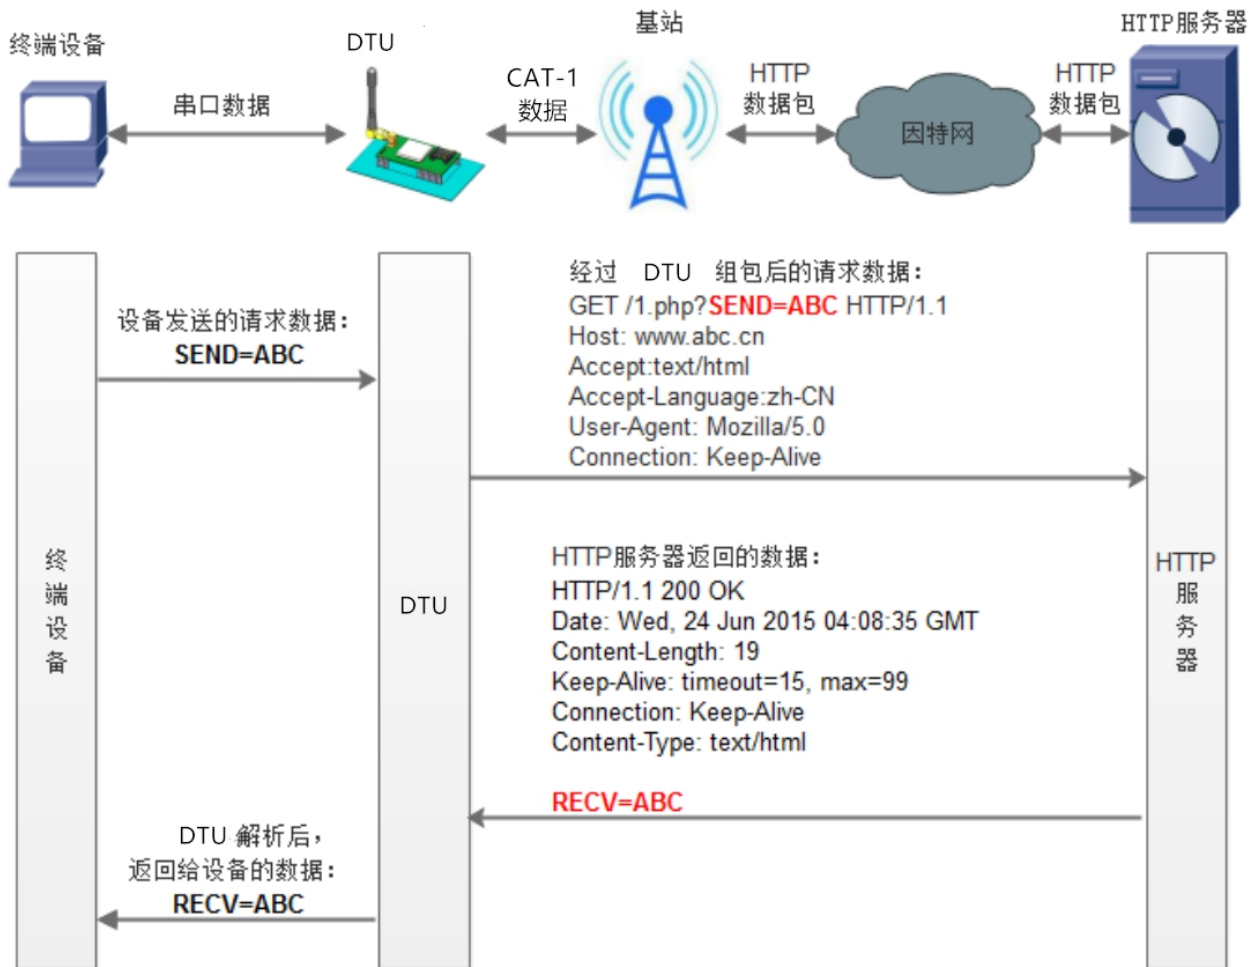 终端设备
DTU
基站
HTTP服务器
串口数据
CAT-1
数据
HTTP
数据包
因特网
HTTP
数据包
设备发送的请求数据：
SEND=ABC
经过 DTU 组包后的请求数据：
GET /1.php?SEND=ABC HTTP/1.1
Host: www.abc.cn
Accept:text/html
Accept-Language:zh-CN
User-Agent: Mozilla/5.0
Connection: Keep-Alive
终
端
设
备
DTU
HTTP
服
务
器
HTTP服务器返回的数据：
HTTP/1.1 200 OK
Date: Wed, 24 Jun 2015 04:08:35 GMT
Content-Length: 19
Keep-Alive: timeout=15, max=99
Connection: Keep-Alive
Content-Type: text/html
RECV=ABC
DTU 解析后，
返回给设备的数据：
RECV=ABC